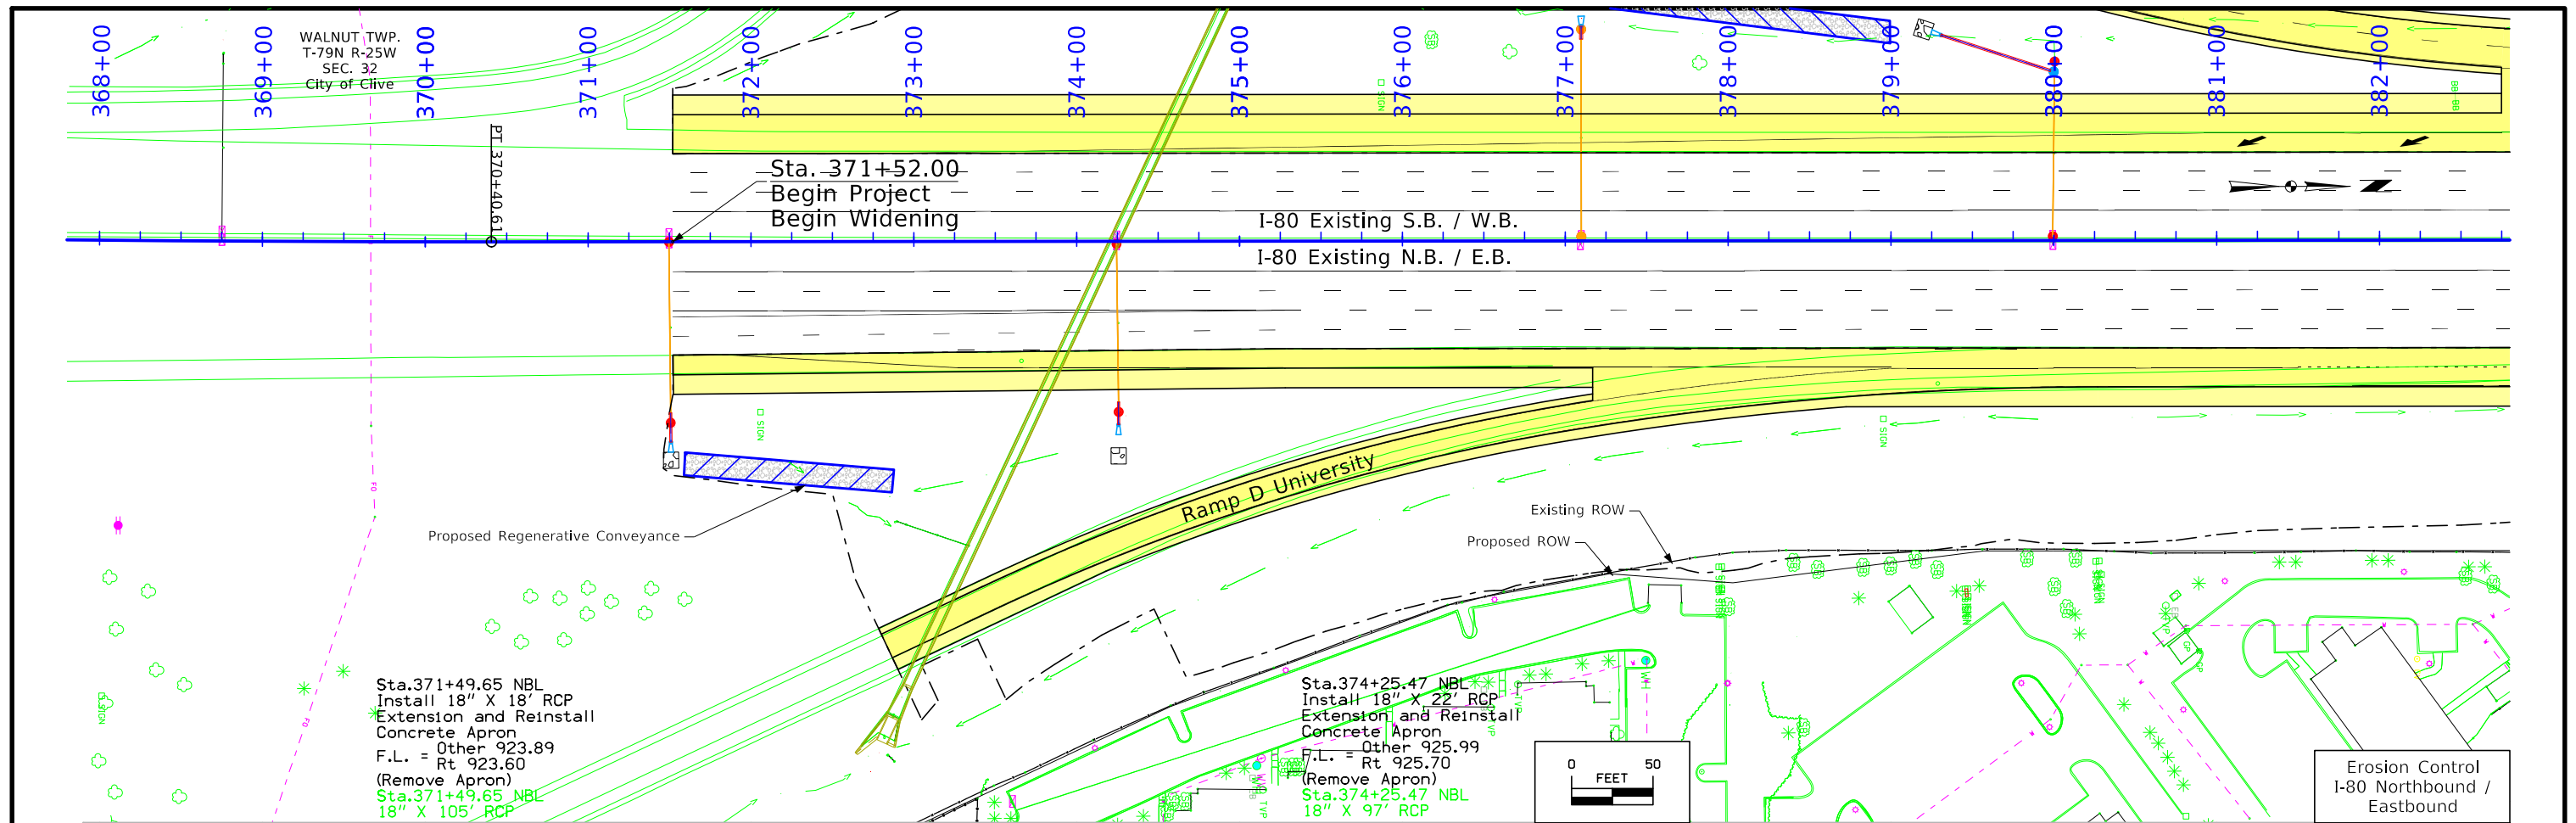 368+00
369+00
370+00
371+00
372+00
373+00
374+00
375+00
376+00
377+00
378+00
379+00
380+00
381+00
382+00
WALNUT TWP.
T-79N R-25W
SEC. 32
City of Clive
PT 370+40.61
Sta. 371+52.00
Begin Project
Begin Widening
I-80 Existing S.B. / W.B.
I-80 Existing N.B. / E.B.
SIGN
SIGN
SIGN
SIGN
FO
FO
Ramp D University
Proposed Regenerative Conveyance
Existing ROW
Proposed ROW
Sta.371+49.65 NBL
Install 18" X 18' RCP
Extension and Reinstall
Concrete Apron
F.L. = Other 923.89
Rt 923.60
(Remove Apron)
Sta.371+49.65 NBL
18" X 105' RCP
Sta.374+25.47 NBL
Install 18" X 22' RCP
Extension and Reinstall
Concrete Apron
F.L. = Other 925.99
Rt 925.70
(Remove Apron)
Sta.374+25.47 NBL
18" X 97' RCP
0 50
FEET
Erosion Control
I-80 Northbound /
Eastbound